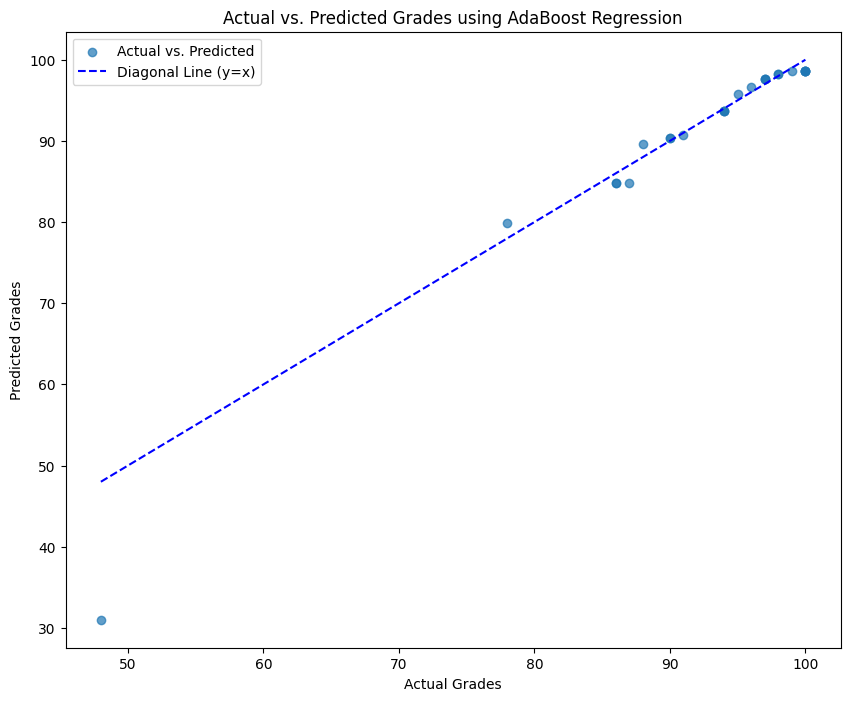 Actual vs. Predicted Grades using AdaBoost Regression
Actual vs. Predicted
Diagonal Line (y=x)
100
90
80
70
60
50
40
30
Predicted Grades
50 60 70 80 90 100
Actual Grades